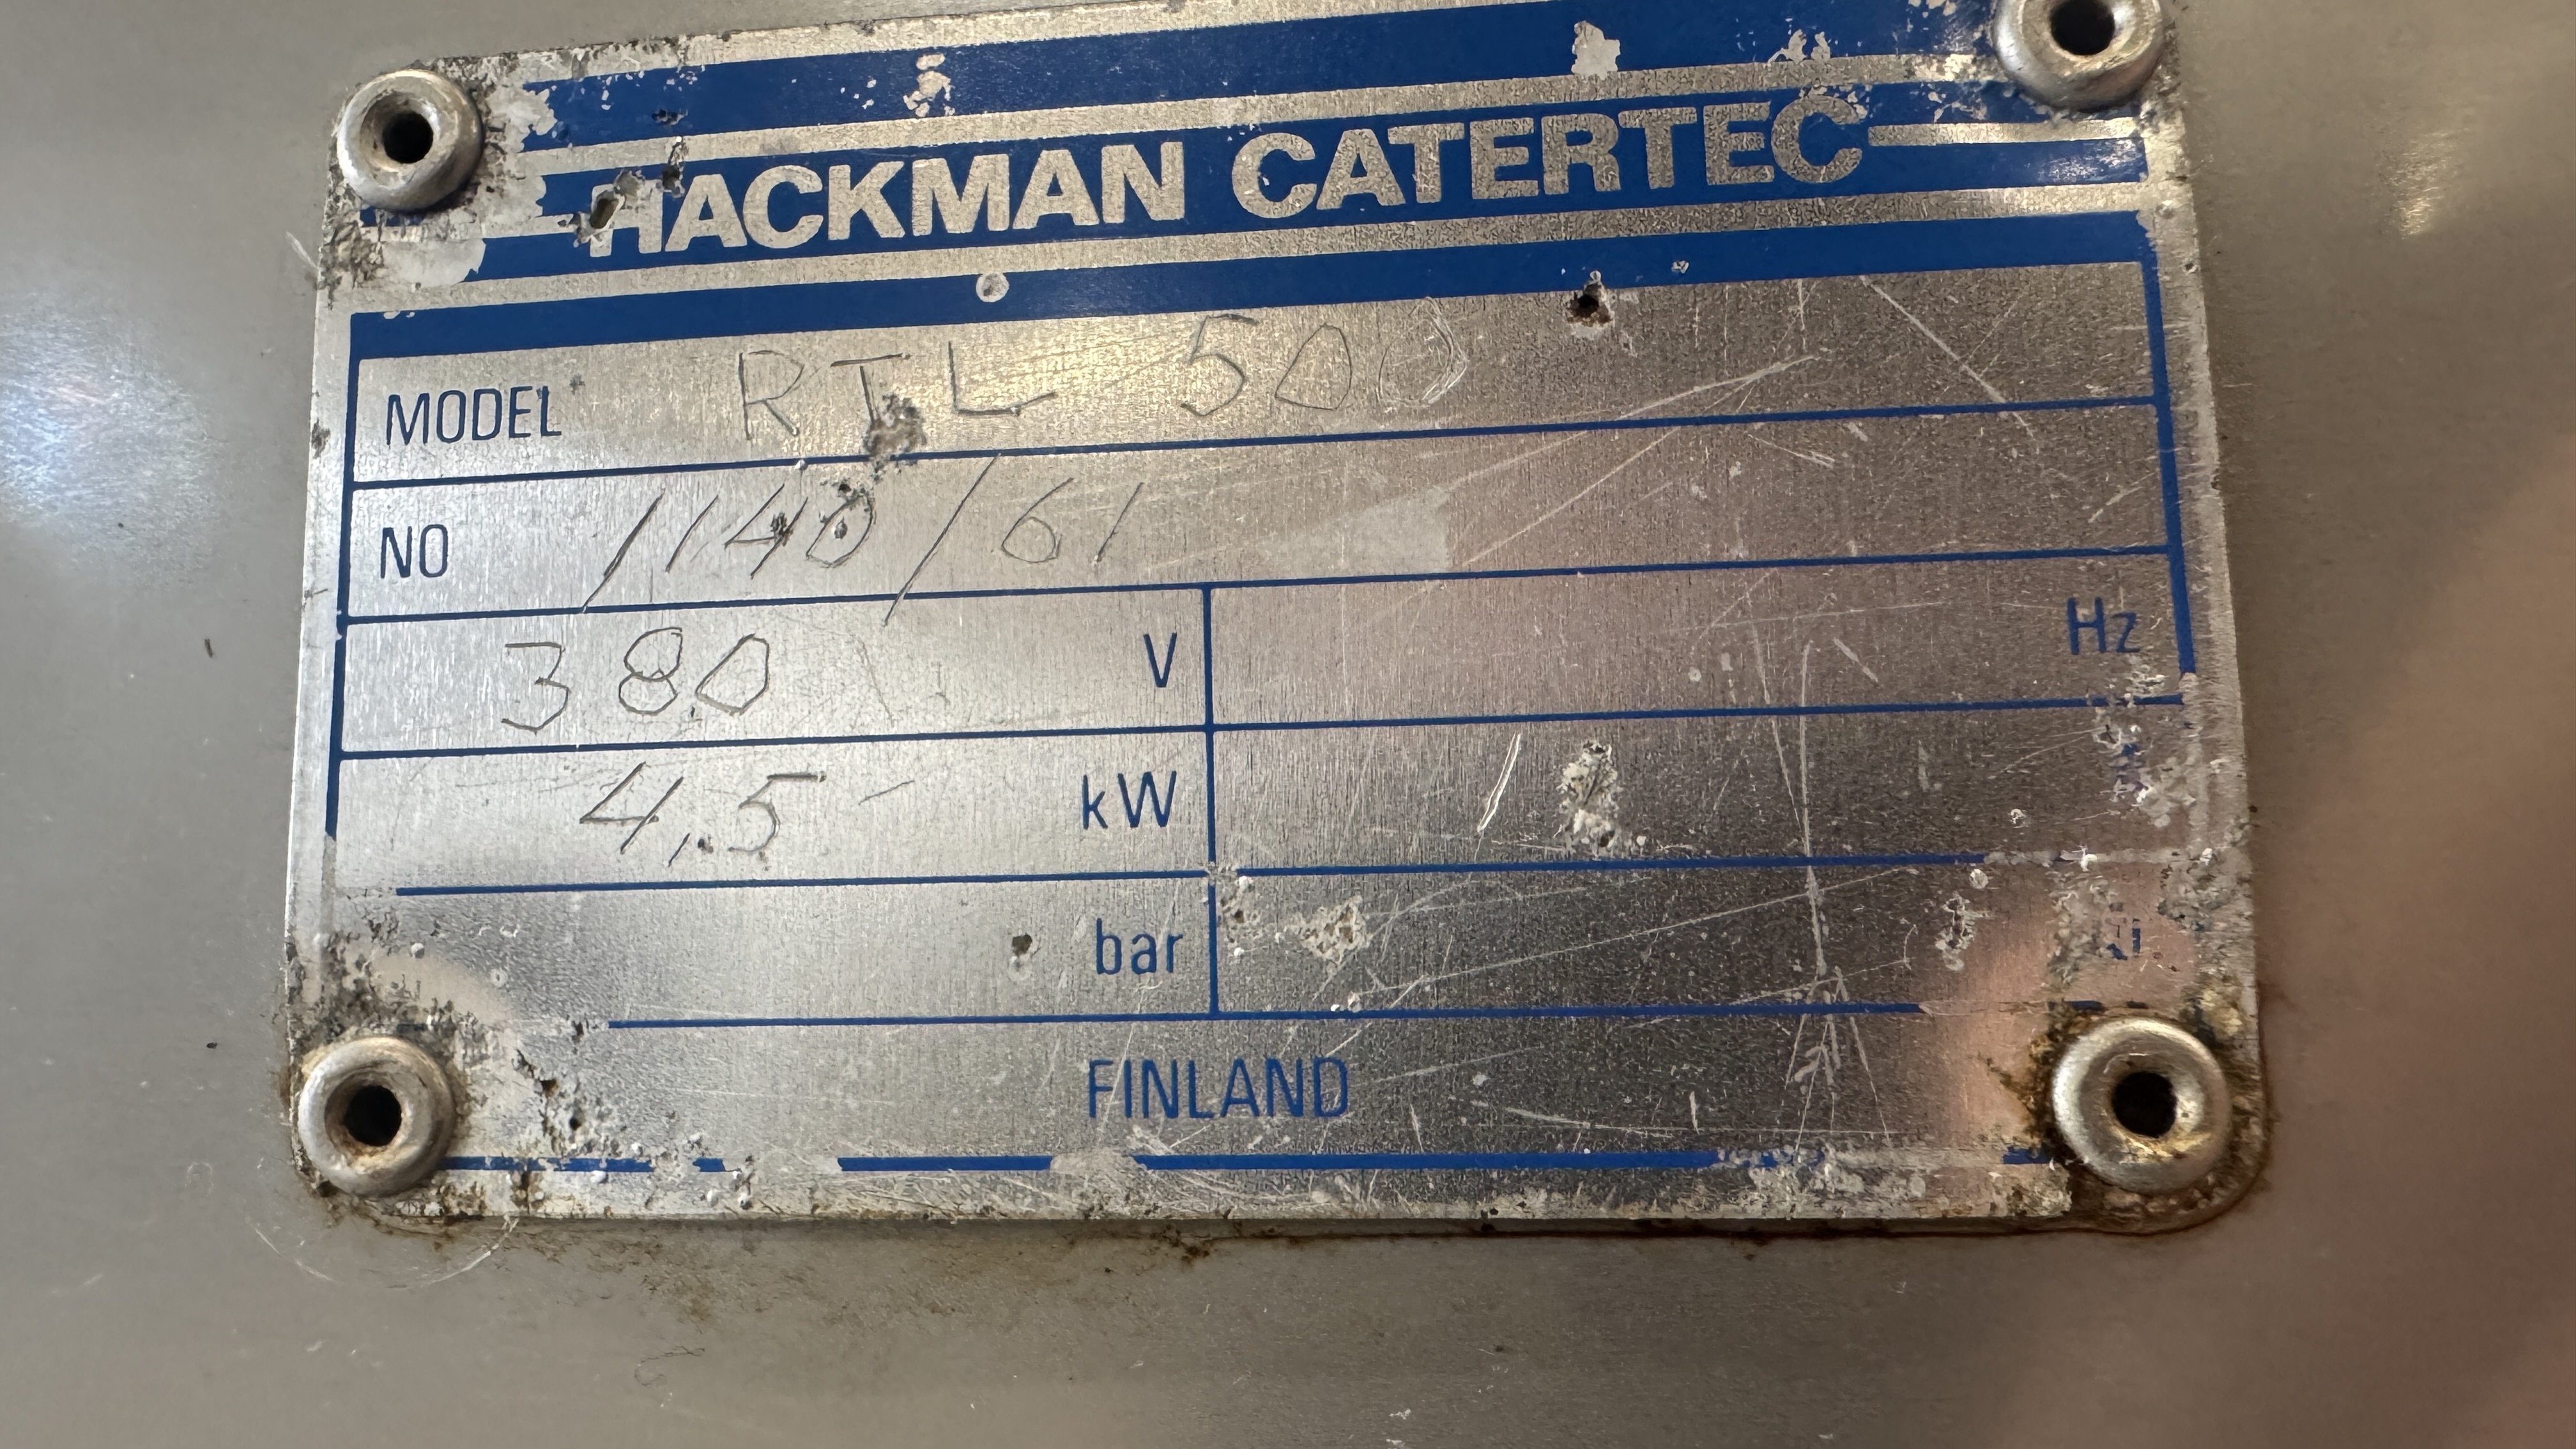 HACKMAN CATERTEC
MODEL RTL 500
NO 1140/61
380 V Hz
4,5 kW
bar
FINLAND